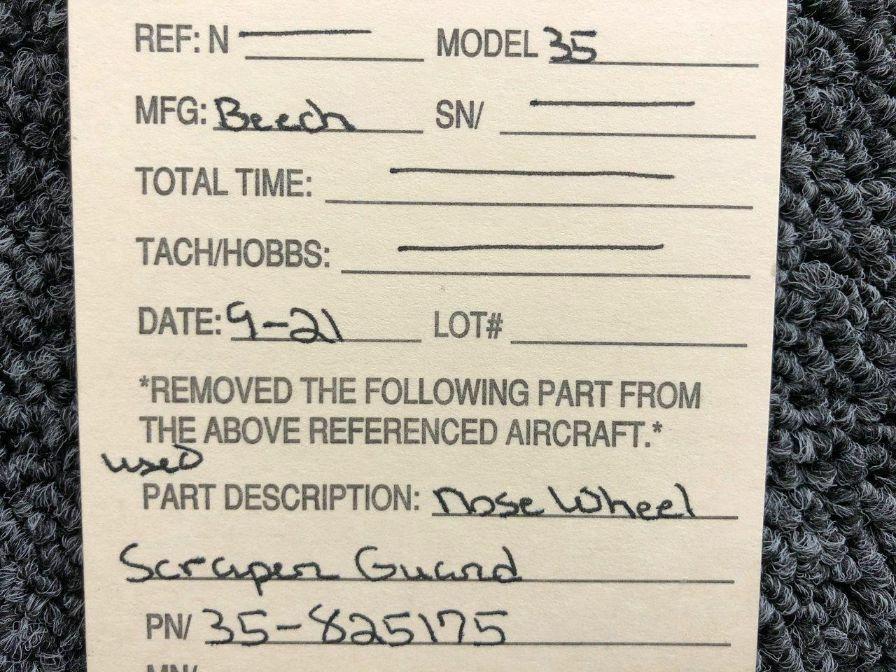 REF: N MODEL 35
MFG: Beech SN/
TOTAL TIME:
TACH/HOBBS:
DATE: 9-21 LOT#
*REMOVED THE FOLLOWING PART FROM
THE ABOVE REFERENCED AIRCRAFT.*
used
PART DESCRIPTION: Nose Wheel
Scraper Guard
PN/ 35-825175
MN/